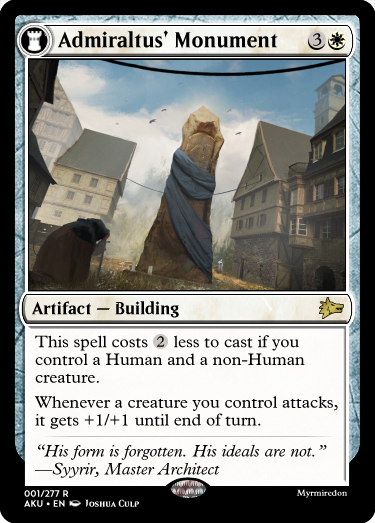 Admiraltus' Monument 3
Artifact — Building
This spell costs 2 less to cast if you
control a Human and a non-Human
creature.
Whenever a creature you control attacks,
it gets +1/+1 until end of turn.
“His form is forgotten. His ideals are not.”
—Syyrir, Master Architect
001/277 R
Myrmiredon
AKU • EN Joshua Culp